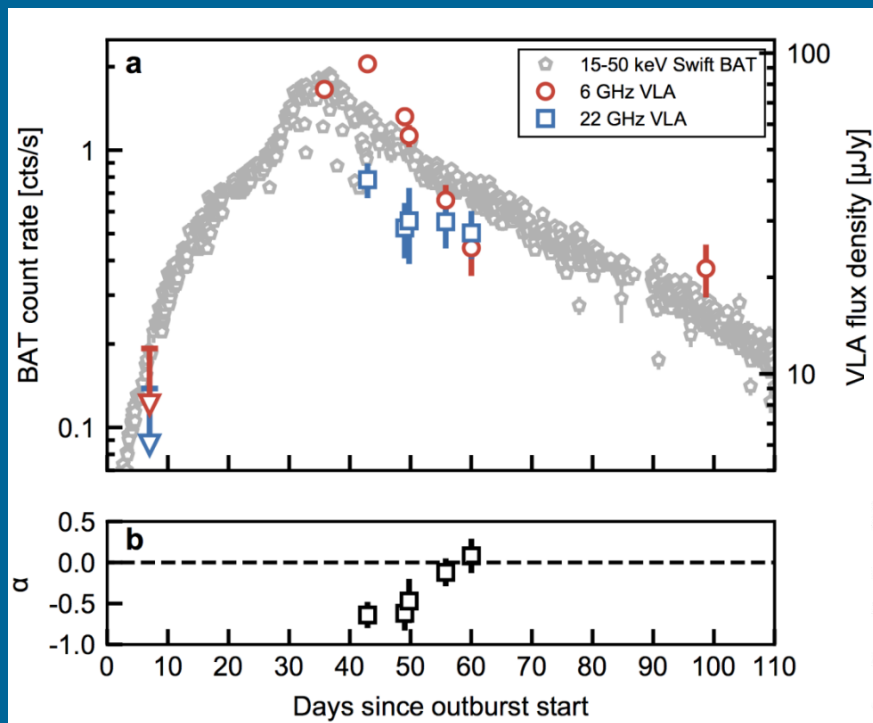 a
15-50 keV Swift BAT
6 GHz VLA
22 GHz VLA
BAT count rate [cts/s]
1
0.1
100
10
VLA flux density [μJy]
b
α
0.5
0.0
-0.5
-1.0
0 10 20 30 40 50 60 70 80 90 100 110
Days since outburst start